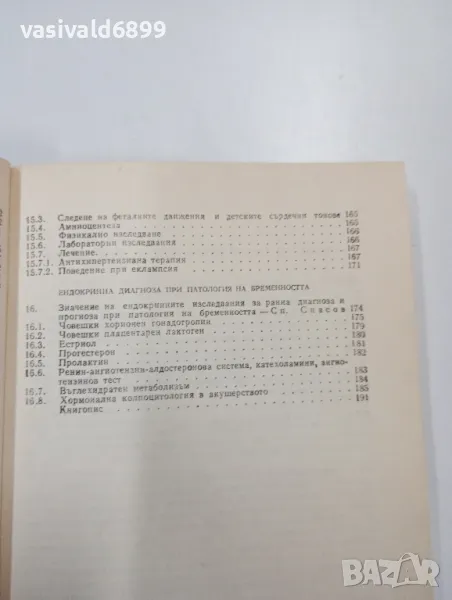 vasivald6899
15.3. Следене на феталните движения и детските сърдечни тонове 165
15.4. Амниоцентеза 165
15.5. Физикално изследване 166
15.6. Лабораторни изследвания 166
15.7. Лечение 167
15.7.1. Антихипертензивна терапия 167
15.7.2. Поведение при еклампсия 171
ЕНДОКРИННА ДИАГНОЗА ПРИ ПАТОЛОГИЯ НА БРЕМЕННОСТТА
16. Значение на ендокринните изследвания за ранна диагноза и
прогноза при патология на бременността — Сп. Спасов 174
16.1. Човешки хорионен гонадотропин 175
16.2. Човешки плацентарен лактоген 179
16.3. Естриол 180
16.4. Прогестерон 181
16.5. Пролактин 182
16.6. Ренин-ангиотензин-алдостеронова система, катехоламини, ангио-
тензинов тест 183
16.7. Въглехидратен метаболизъм 184
16.8. Хормонална колпоцитология в акушерството 185
Книгопис 191
BAZAR